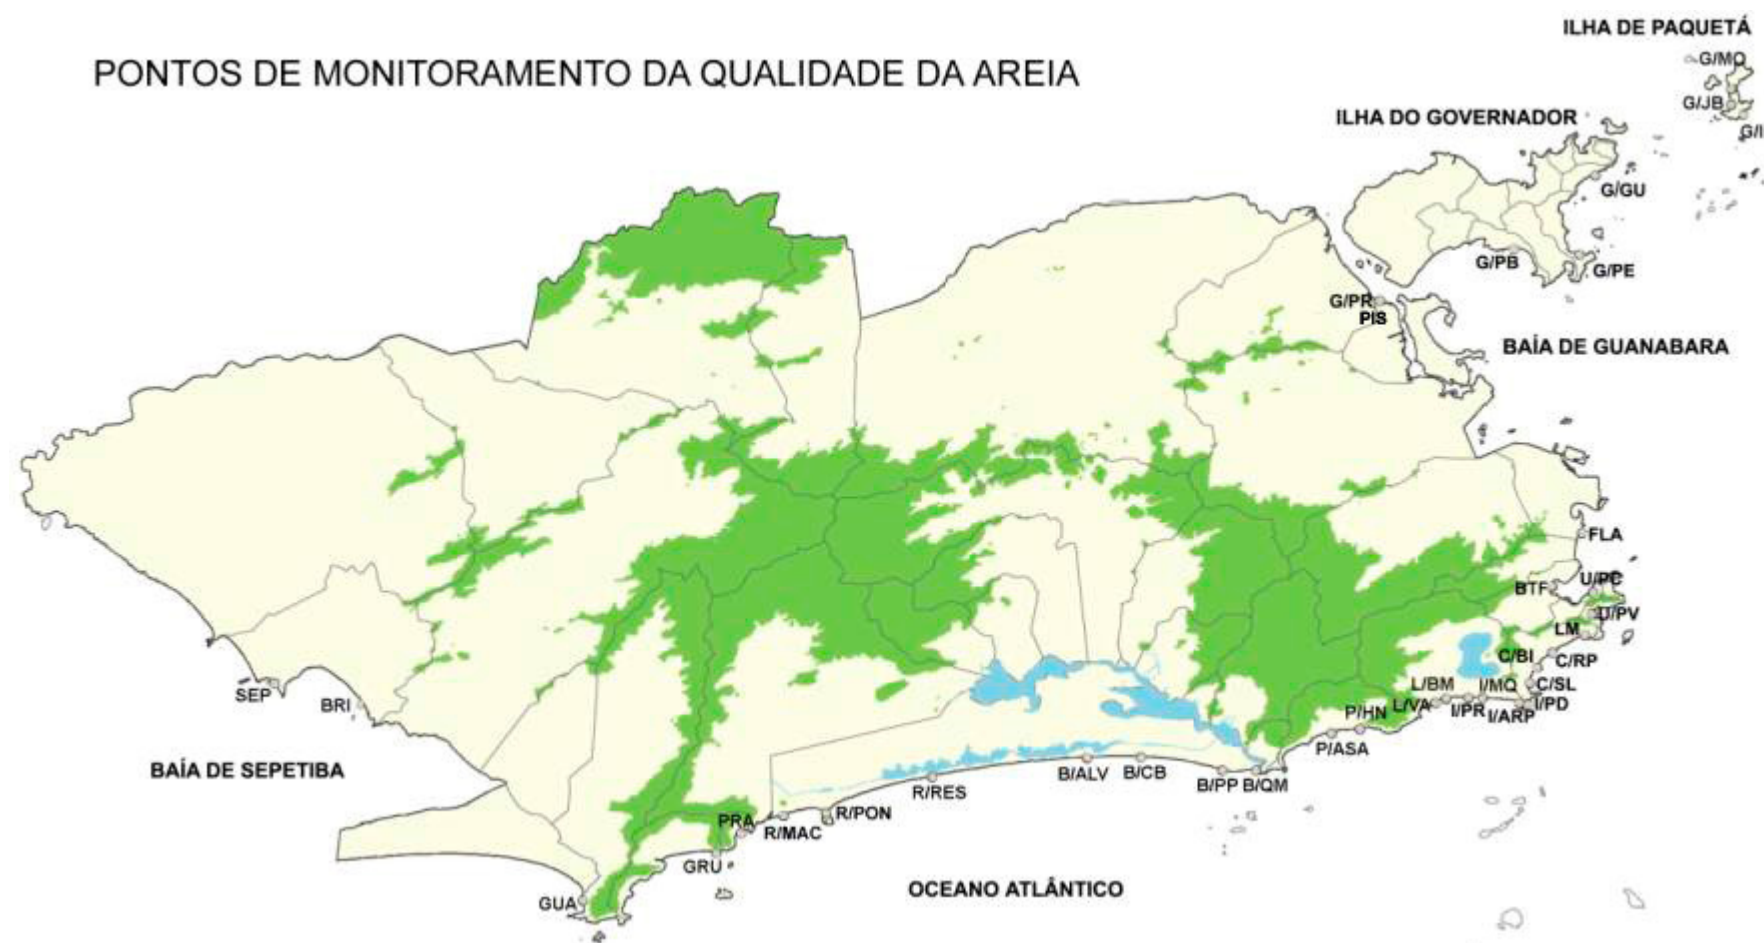 ILHA DE PAQUETÁ
G/MO
PONTOS DE MONITORAMENTO DA QUALIDADE DA AREIA
G/JB
ILHA DO GOVERNADOR
G/I
G/GU
G/PB
G/PE
G/PR
PIS
BAÍA DE GUANABARA
FLA
BTF
U/PC
U/PV
LM
C/BI
C/RP
SEP
BRI
L/BM
I/MQ
C/SL
L/VA
I/PR
I/ARP
I/PD
P/HN
P/ASA
BAÍA DE SEPETIBA
R/RES
B/ALV
B/CB
B/PP
B/QM
PRA
R/MAC
R/PON
GRU
GUA
OCEANO ATLÂNTICO